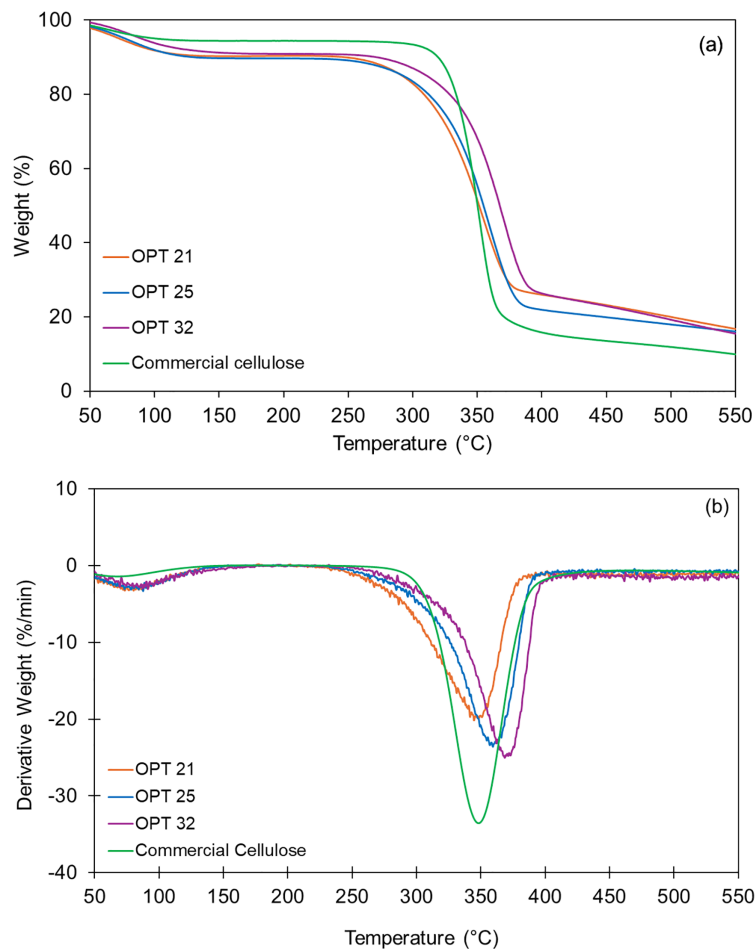 (a)
Weight (%)
100
80
60
40
20
0
OPT 21
OPT 25
OPT 32
Commercial cellulose
50 100 150 200 250 300 350 400 450 500 550
Temperature (°C)
(b)
Derivative Weight (%/min)
10
0
-10
-20
-30
-40
OPT 21
OPT 25
OPT 32
Commercial Cellulose
50 100 150 200 250 300 350 400 450 500 550
Temperature (°C)